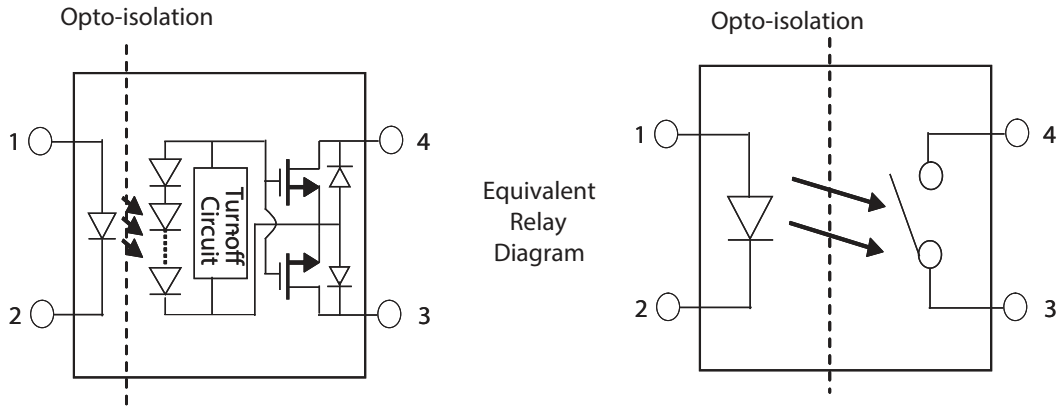 Opto-isolation
1
2
Turnoff
Circuit
4
3
Equivalent
Relay
Diagram
Opto-isolation
1
2
4
3